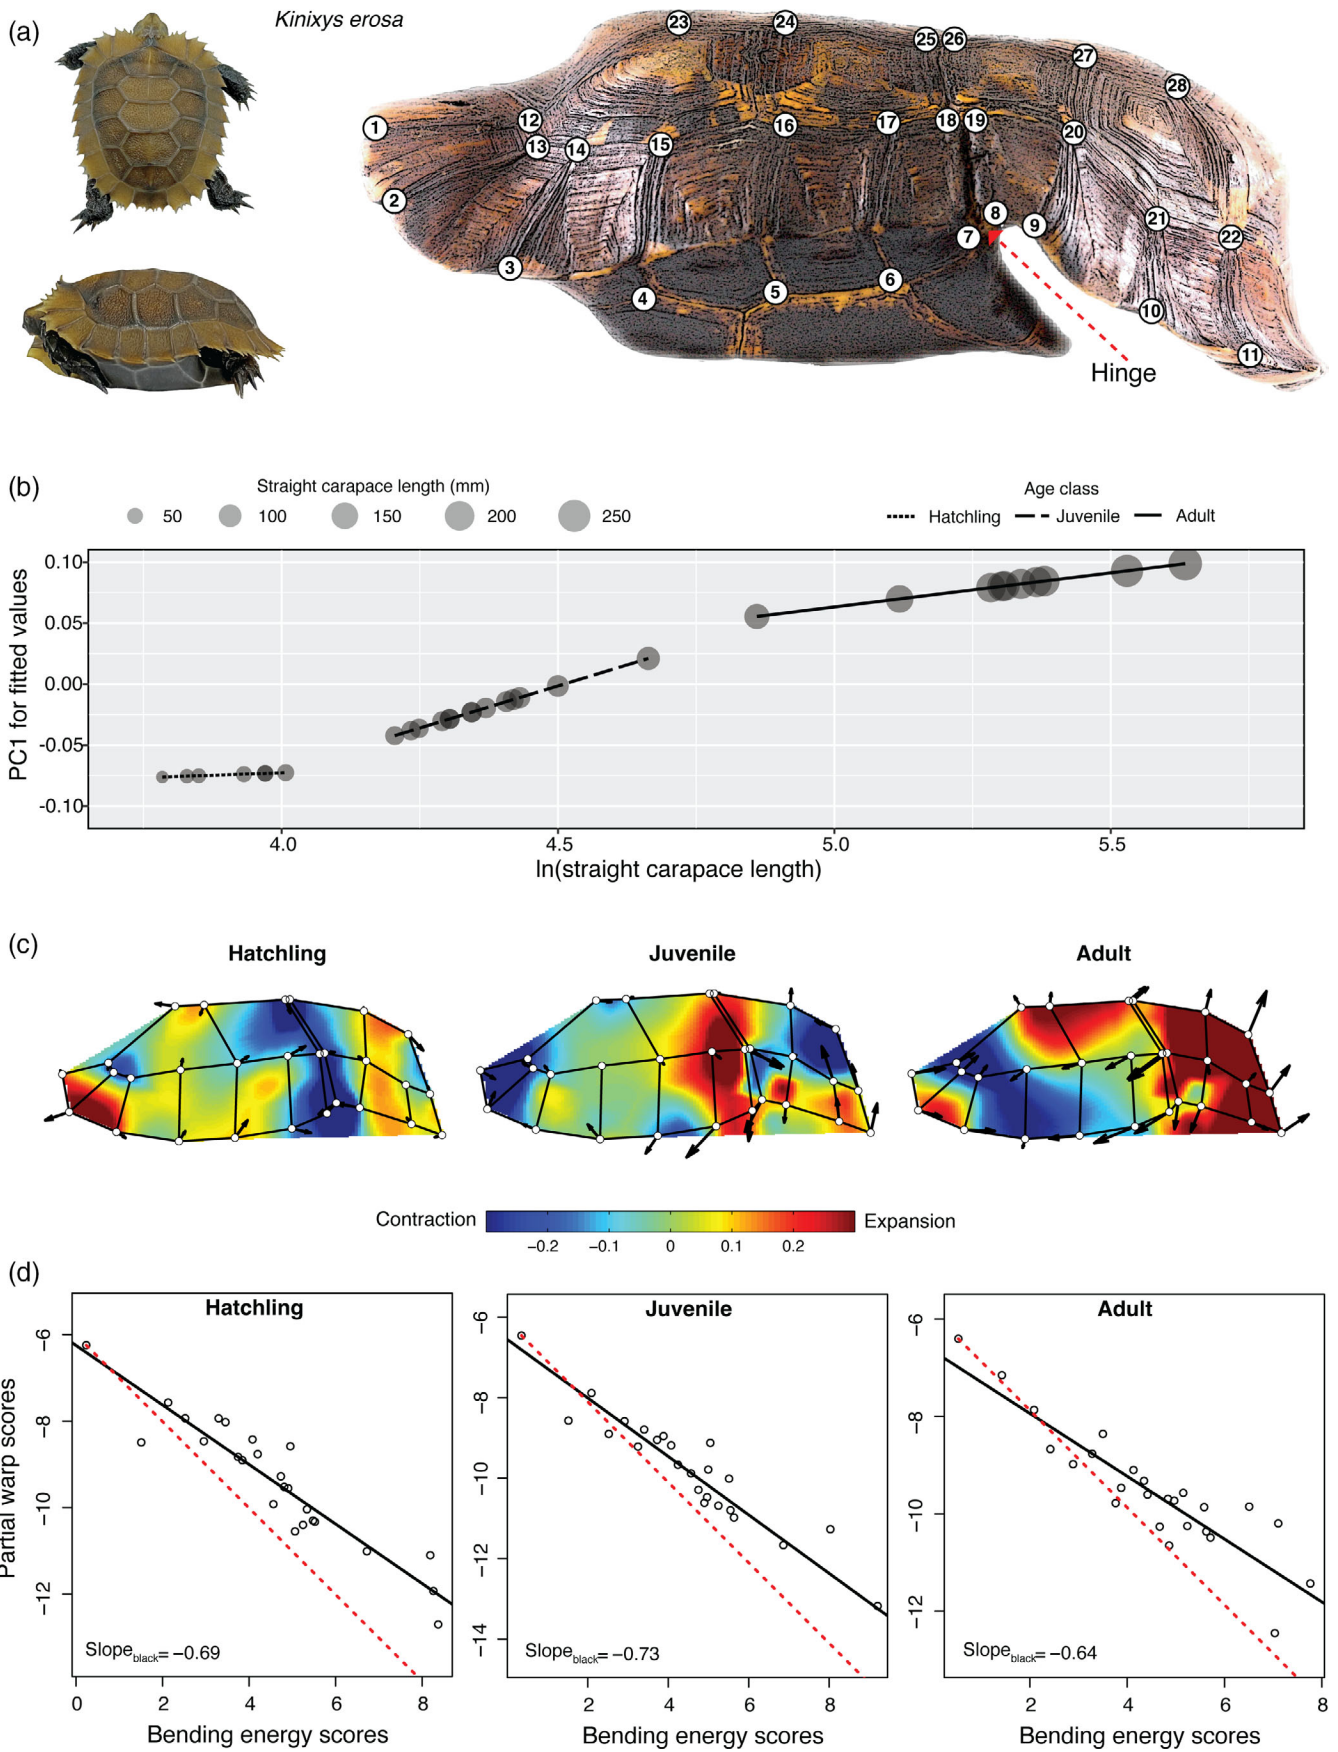 (a)
Kinixys erosa
23 24 25 26 27 28
1 12 13 14 15 16 17 18 19 20
2 3 4 5 6 7 8 9 21 22
10 11
Hinge
(b)
Straight carapace length (mm)
50 100 150 200 250
Age class
Hatchling Juvenile Adult
PC1 for fitted values
0.10
0.05
0.00
-0.05
-0.10
4.0 4.5 5.0 5.5
ln(straight carapace length)
(c)
Hatchling Juvenile Adult
Contraction Expansion
−0.2 −0.1 0 0.1 0.2
(d)
Partial warp scores
Hatchling
−6
−8
−10
−12
Slopeblack= −0.69
0 2 4 6 8
Bending energy scores
Juvenile
−6
−8
−10
−12
−14
Slopeblack= −0.73
2 4 6 8
Bending energy scores
Adult
−6
−8
−10
−12
Slopeblack= −0.64
2 4 6 8
Bending energy scores